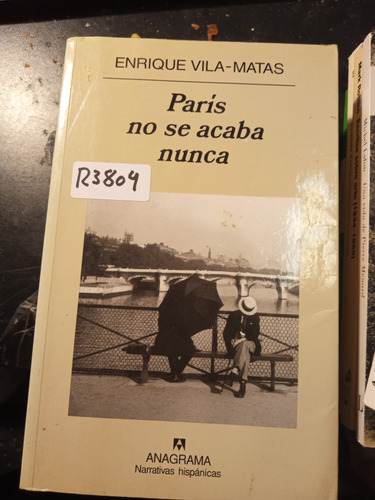 ENRIQUE VILA-MATAS
París
no se acaba
nunca
R3804
ANAGRAMA
Narrativas hispánicas